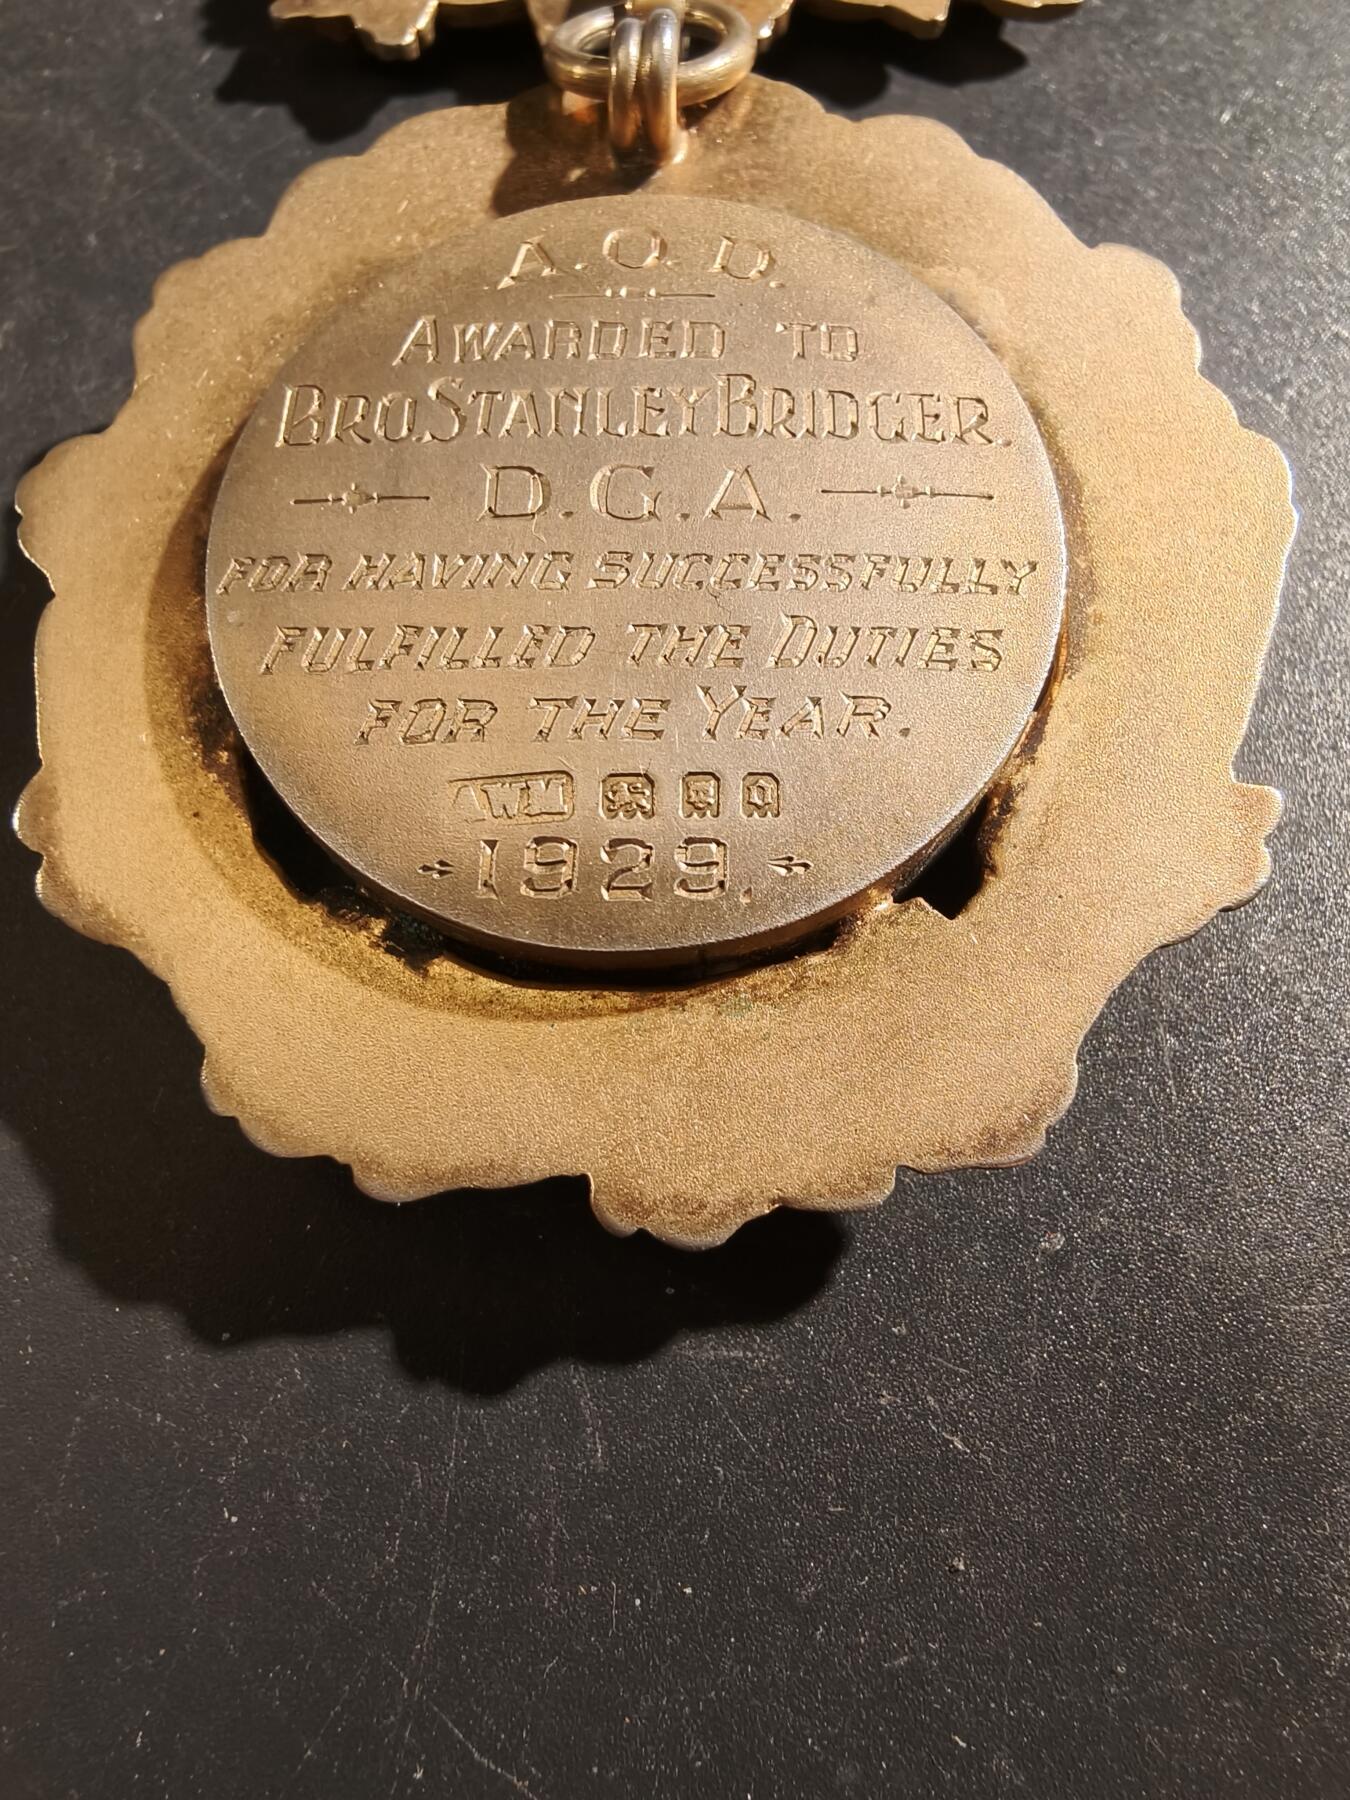 A.O.D.
AWARDED TO
BRO. STANLEY BRIDGER.
D.G.A.
FOR HAVING SUCCESSFULLY
FULFILLED THE DUTIES
FOR THE YEAR.
1929.